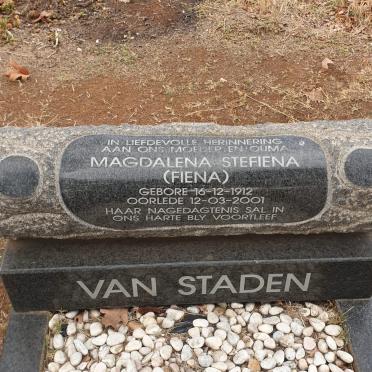 IN LIEFDEVOLLE HERINNERING
AAN ONS MOEDER EN OUMA
MAGDALENA STEFIENA
(FIENA)
GEBORE 16-12-1912
OORLEDE 12-03-2001
HAAR NAGEDAGTENIS SAL IN
ONS HARTE BLY VOORTLEEF
VAN STADEN